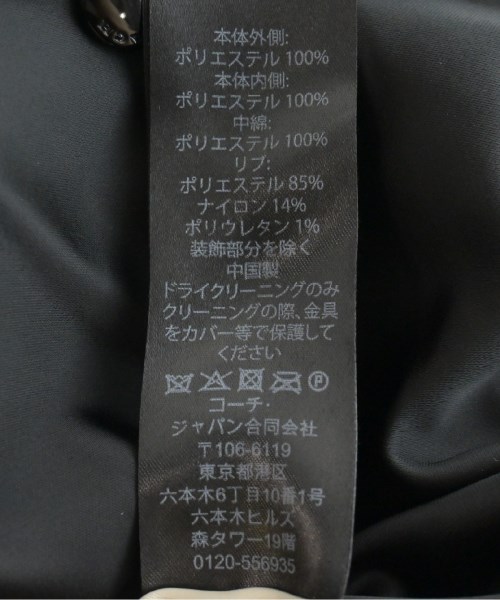 本体外側:
ポリエステル 100%
本体内側:
ポリエステル 100%
中綿:
ポリエステル 100%
リブ:
ポリエステル 85%
ナイロン 14%
ポリウレタン 1%
装飾部分を除く
中国製
ドライクリーニングのみ
クリーニングの際、金具
をカバー等で保護して
ください
P
コーチ・
ジャパン合同会社
〒106-6119
東京都港区
六本木6丁目10番1号
六本木ヒルズ
森タワー19階
0120-556935